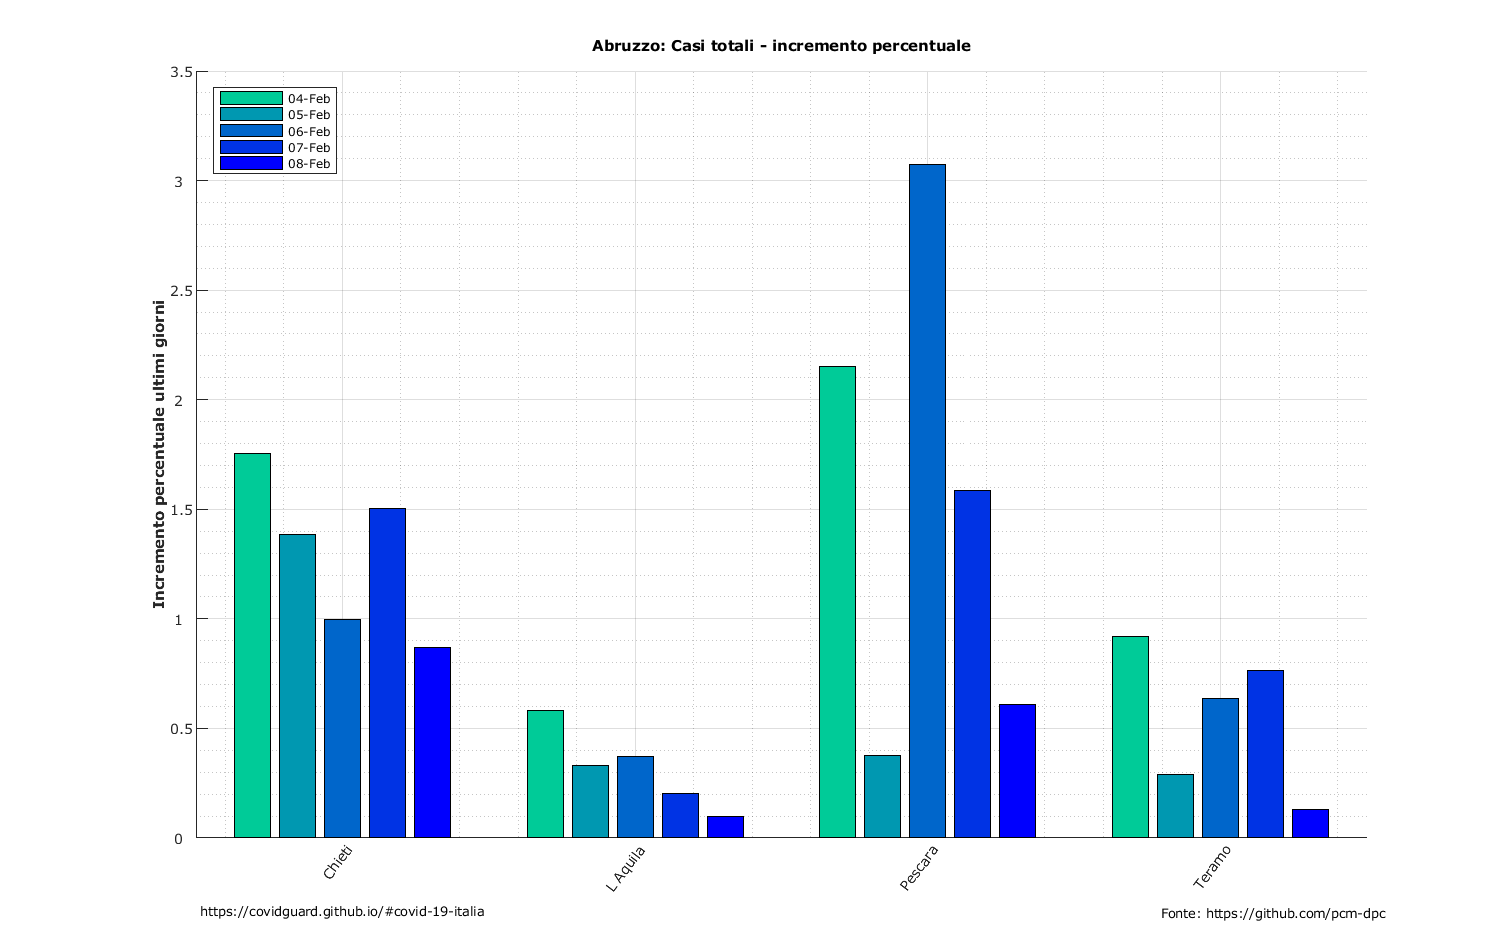 Abruzzo: Casi totali - incremento percentuale
3.5
3
2.5
2
1.5
1
0.5
0
Incremento percentuale ultimi giorni
04-Feb
05-Feb
06-Feb
07-Feb
08-Feb
Chieti
L Aquila
Pescara
Teramo
https://covidguard.github.io/#covid-19-italia
Fonte: https://github.com/pcm-dpc